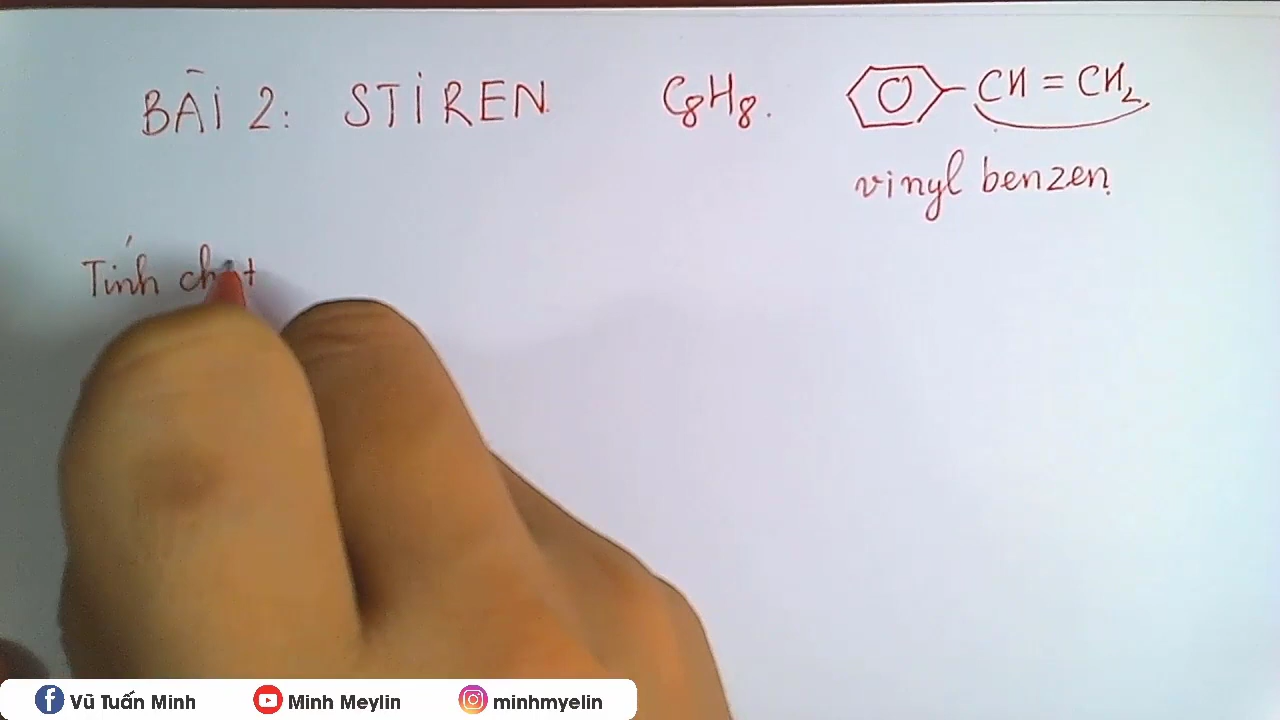 BÀI 2: STIREN C₈H₈. CH = CH₂
vinyl benzen
Tính
Vũ Tuấn Minh Minh Meylin minhmyelin